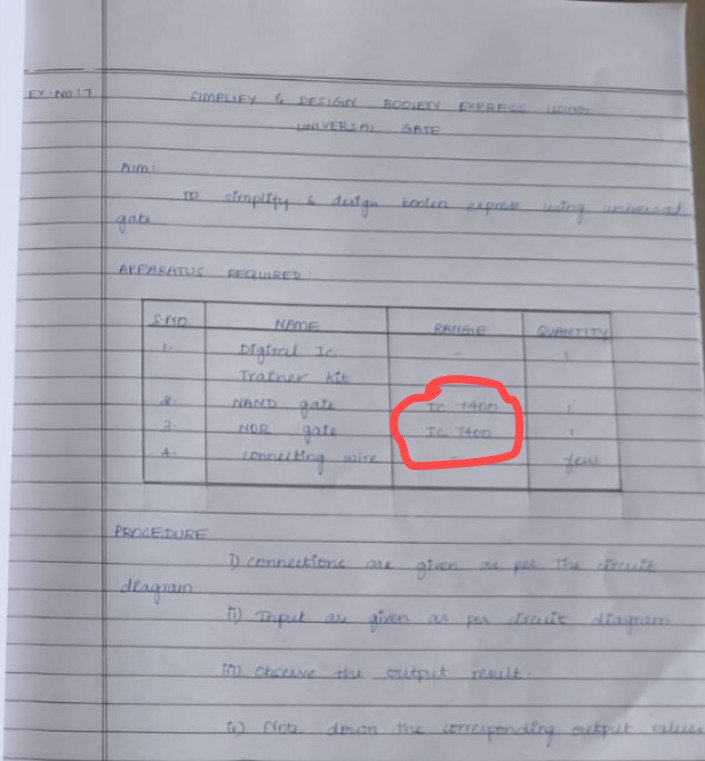 EX.NO:7
SIMPLIFY & DESIGN BOOLETY EXPRESS USING
UNIVERSAL GATE
Aim:
To simplify & design boolen express using universal
gate
APPARATUS REQUIRED:
S.NO NAME RANGE QUANTITY
1. Digital Ic - 1
Trainer kit
2. NAND gate IC 7400 1
3. NOR gate IC 7400 1
4. connecting wire - few
PROCEDURE
i) connections are given as per the circuit
diagram
ii) Input are given as per circuit diagram
iii) observe the output result.
iv) Note down the corresponding output values